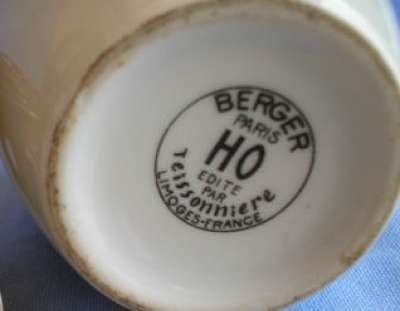 BERGER
PARIS
HO
EDITE
PAR
Teissonniere
LIMOGES-FRANCE